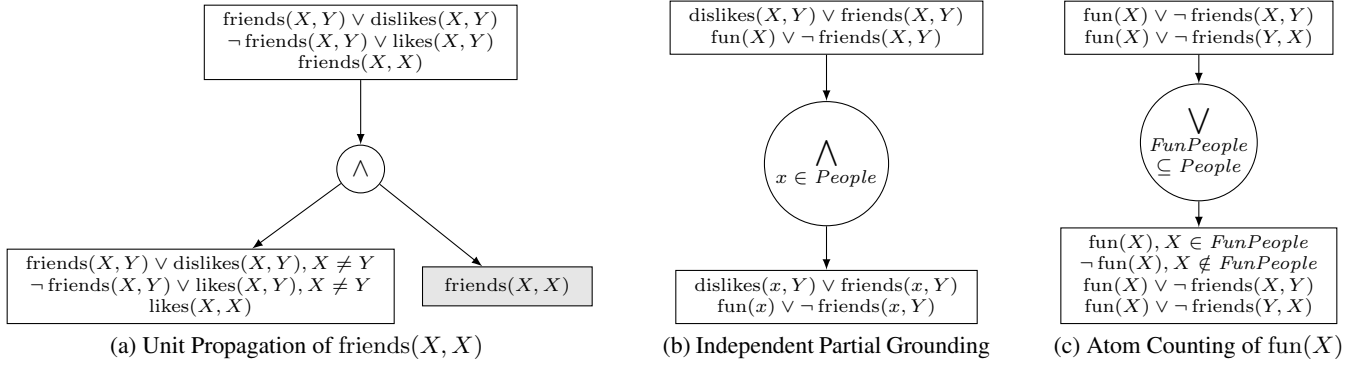 friends(X, Y) ∨ dislikes(X, Y)
¬ friends(X, Y) ∨ likes(X, Y)
friends(X, X)
∧
friends(X, Y) ∨ dislikes(X, Y), X ≠ Y
¬ friends(X, Y) ∨ likes(X, Y), X ≠ Y
likes(X, X)
friends(X, X)
(a) Unit Propagation of friends(X, X)
dislikes(X, Y) ∨ friends(X, Y)
fun(X) ∨ ¬ friends(X, Y)
⋀
x ∈ People
dislikes(x, Y) ∨ friends(x, Y)
fun(x) ∨ ¬ friends(x, Y)
(b) Independent Partial Grounding
fun(X) ∨ ¬ friends(X, Y)
fun(X) ∨ ¬ friends(Y, X)
⋁
FunPeople
⊆ People
fun(X), X ∈ FunPeople
¬ fun(X), X ∉ FunPeople
fun(X) ∨ ¬ friends(X, Y)
fun(X) ∨ ¬ friends(Y, X)
(c) Atom Counting of fun(X)